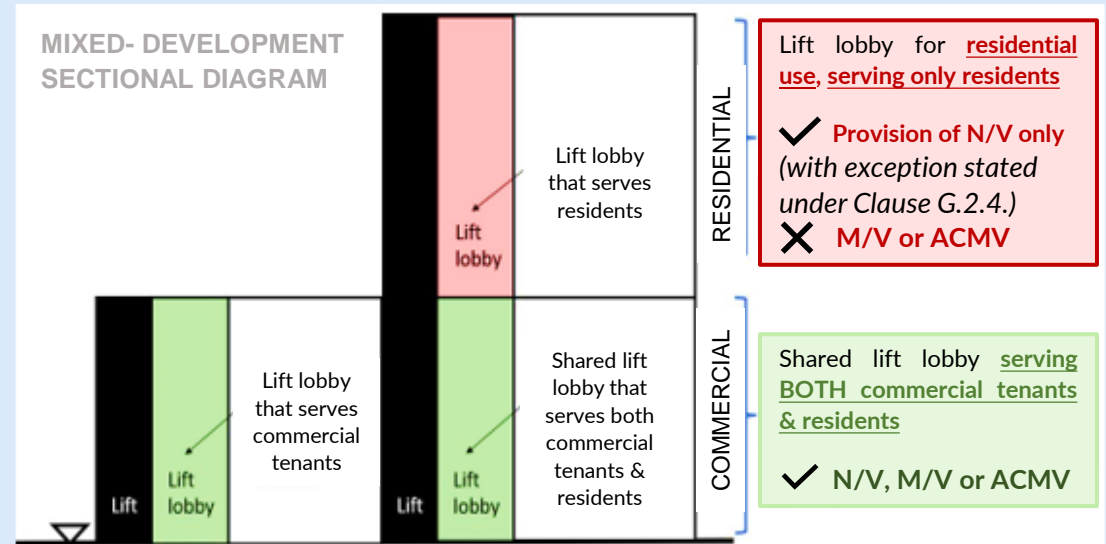 MIXED- DEVELOPMENT
SECTIONAL DIAGRAM
Lift lobby
that serves
residents
Lift
lobby
RESIDENTIAL
Lift lobby for residential
use, serving only residents
✓ Provision of N/V only
(with exception stated
under Clause G.2.4.)
X M/V or ACMV
Lift
Lift
lobby
Lift lobby
that serves
commercial
tenants
Lift
Lift
lobby
Shared lift
lobby that
serves both
commercial
tenants &
residents
COMMERCIAL
Shared lift lobby serving
BOTH commercial tenants
& residents
✓ N/V, M/V or ACMV